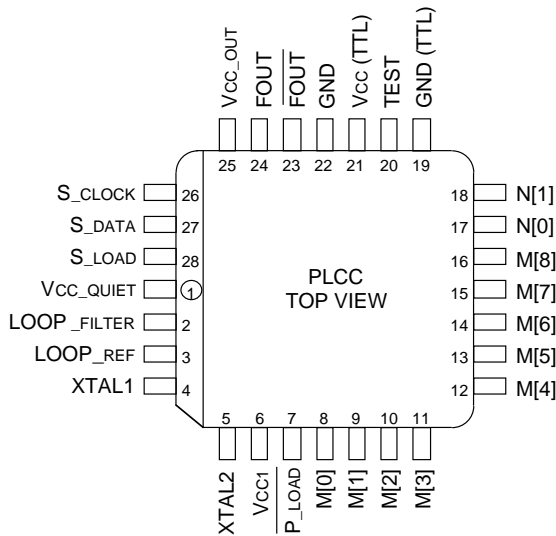 VCC_OUT
FOUT
FOUT
GND
VCC (TTL)
TEST
GND (TTL)
25
24
23
22
21
20
19
S_CLOCK 26
S_DATA 27
S_LOAD 28
VCC_QUIET 1
LOOP_FILTER 2
LOOP_REF 3
XTAL1 4
PLCC
TOP VIEW
18 N[1]
17 N[0]
16 M[8]
15 M[7]
14 M[6]
13 M[5]
12 M[4]
5
6
7
8
9
10
11
XTAL2
VCC1
P_LOAD
M[0]
M[1]
M[2]
M[3]